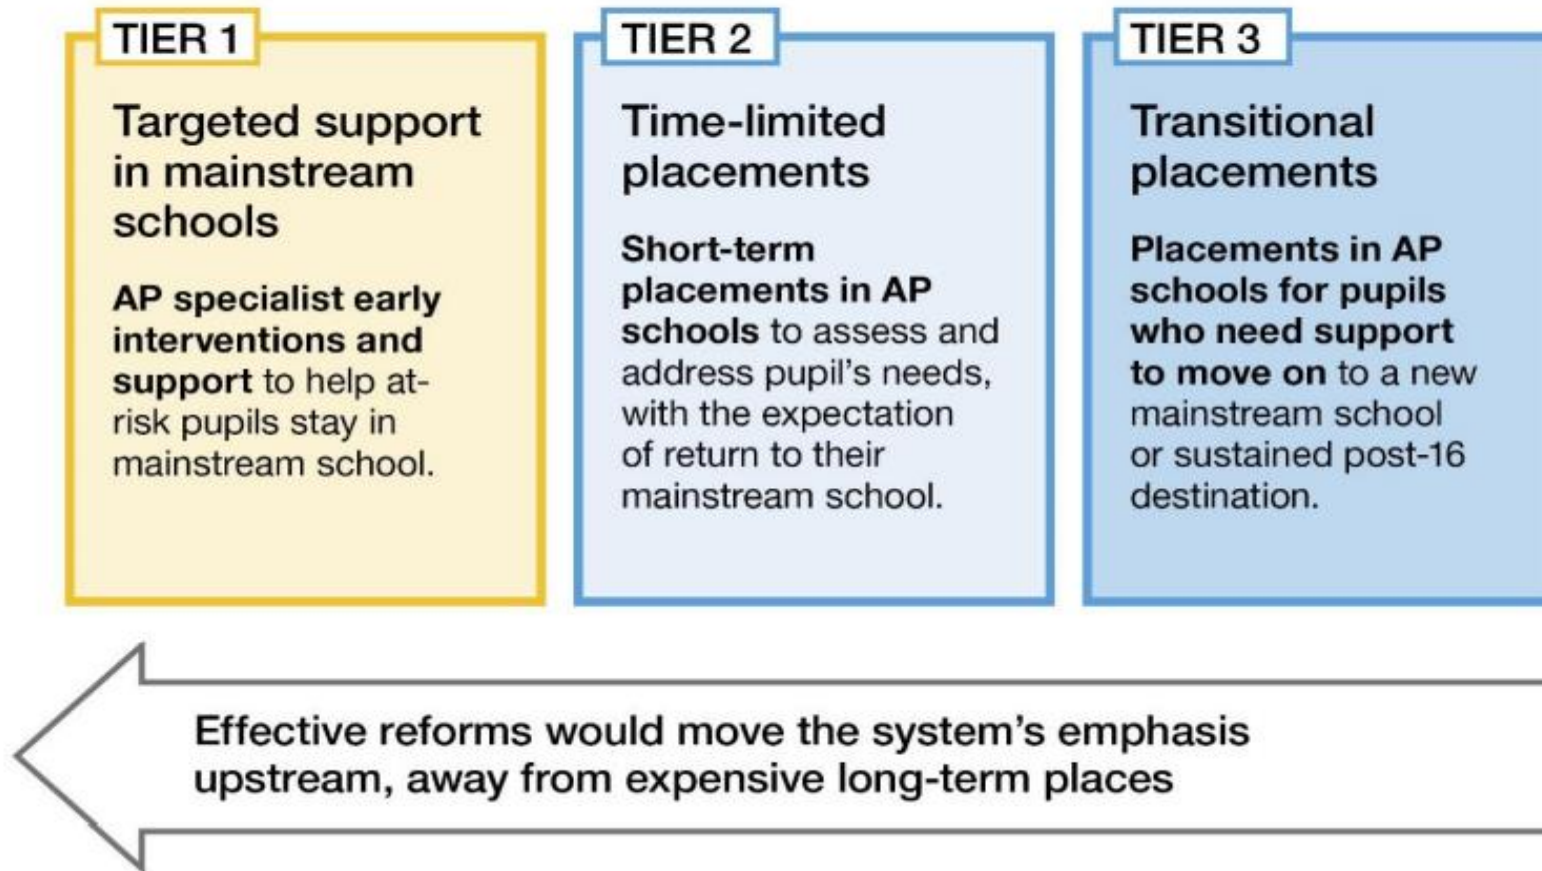 TIER 1
Targeted support
in mainstream
schools
AP specialist early
interventions and
support to help at-
risk pupils stay in
mainstream school.
TIER 2
Time-limited
placements
Short-term
placements in AP
schools to assess and
address pupil's needs,
with the expectation
of return to their
mainstream school.
TIER 3
Transitional
placements
Placements in AP
schools for pupils
who need support
to move on to a new
mainstream school
or sustained post-16
destination.
Effective reforms would move the system's emphasis
upstream, away from expensive long-term places